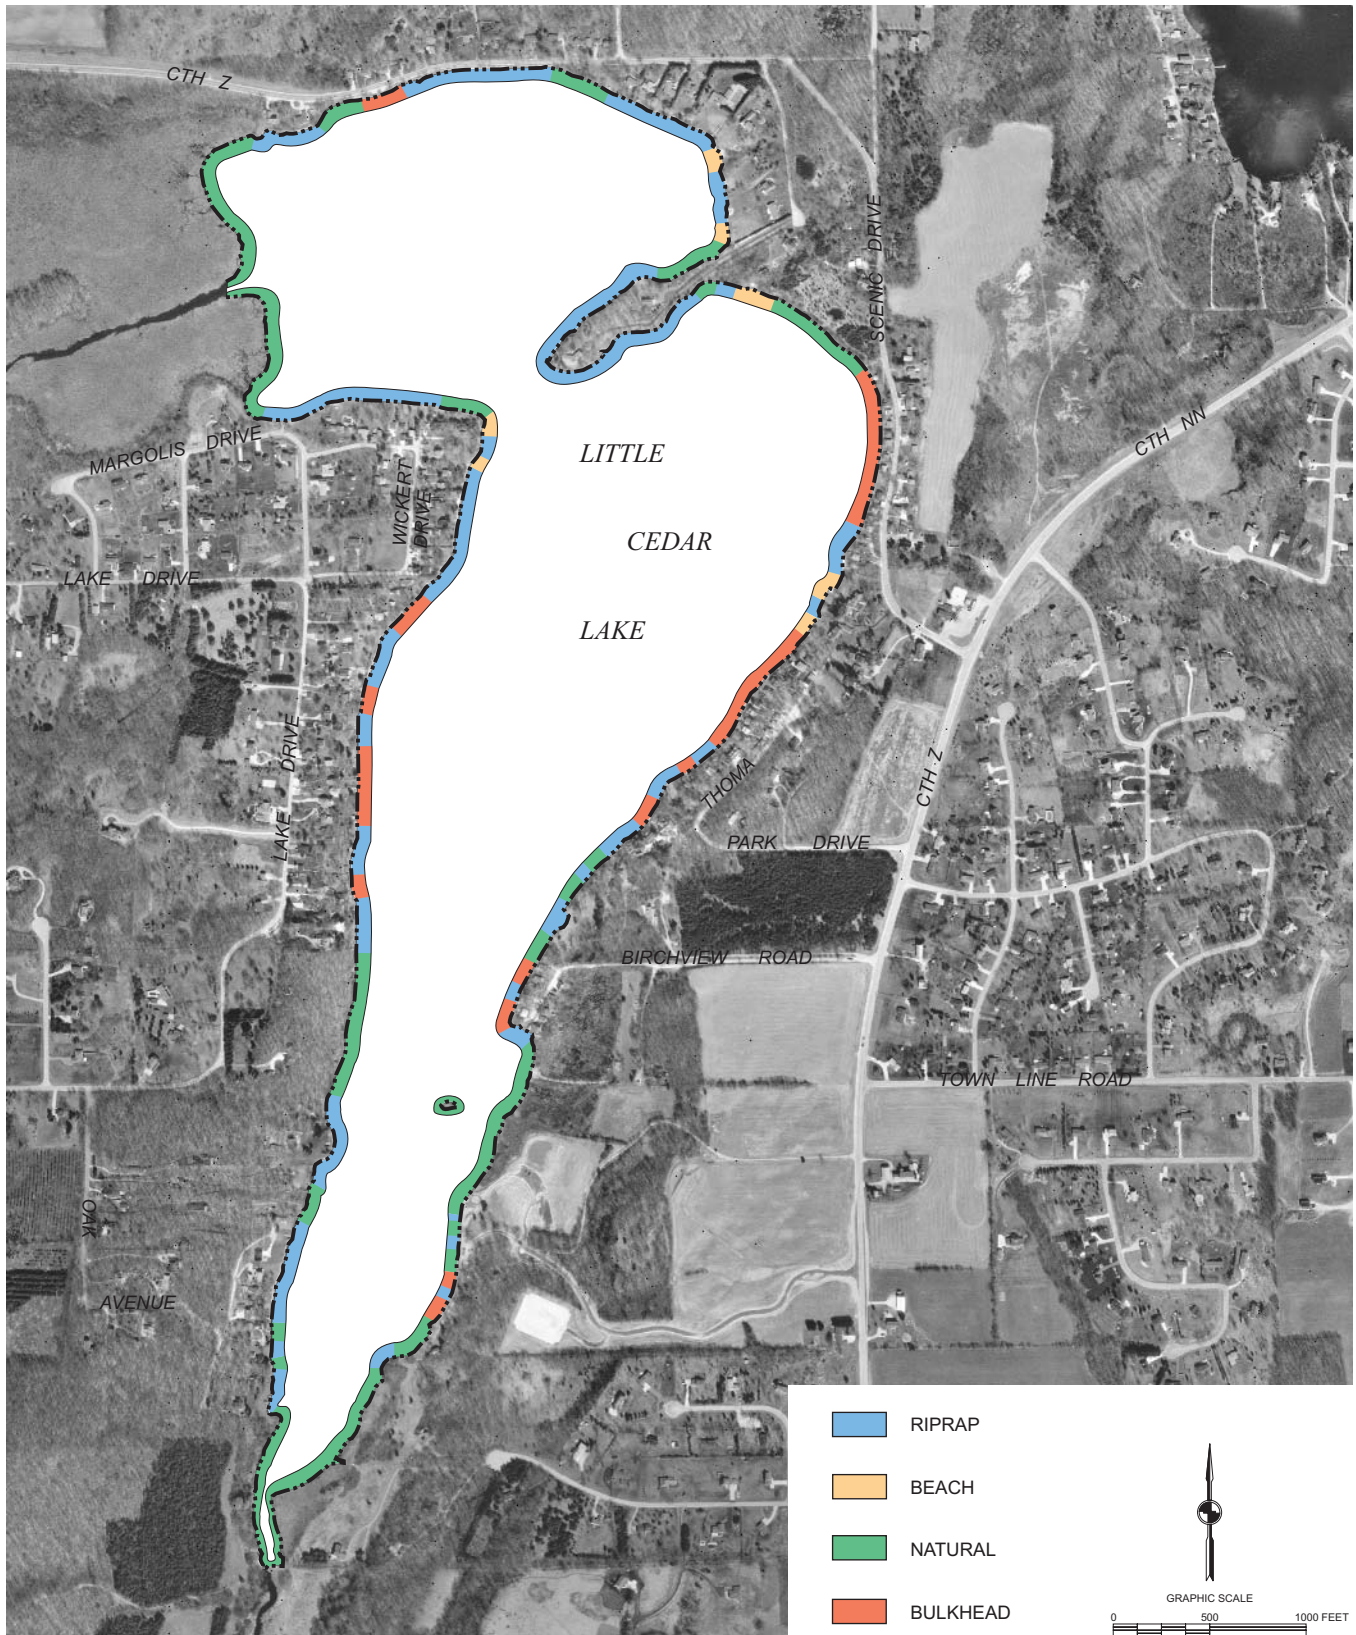 CTH Z
SCENIC DRIVE
CTH NN
MARGOLIS DRIVE
WICKERT
DRIVE
LITTLE
CEDAR
LAKE
LAKE DRIVE
LAKE DRIVE
THOMA
CTH Z
PARK DRIVE
BIRCHVIEW ROAD
TOWN LINE ROAD
OAK
AVENUE
RIPRAP
BEACH
NATURAL
BULKHEAD
GRAPHIC SCALE
0 500 1000 FEET